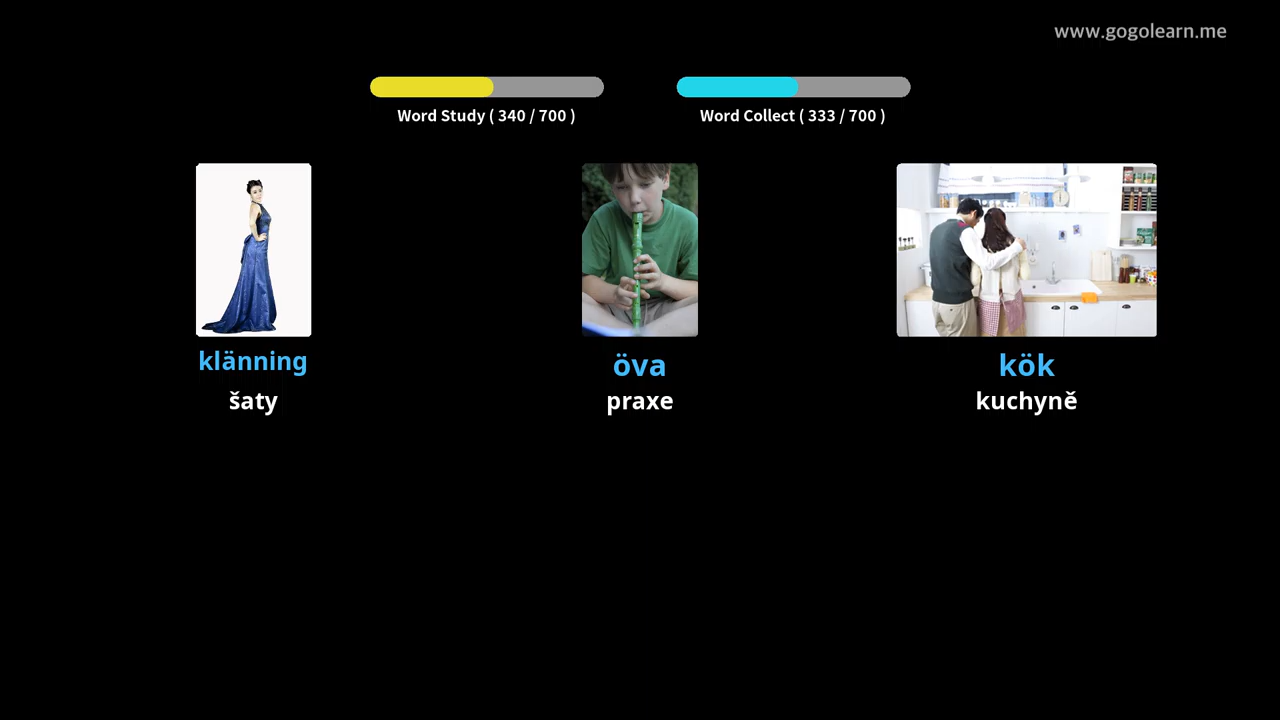 www.gogolearn.me
Word Study ( 340 / 700 )
Word Collect ( 333 / 700 )
klänning
öva
kök
šaty
praxe
kuchyně